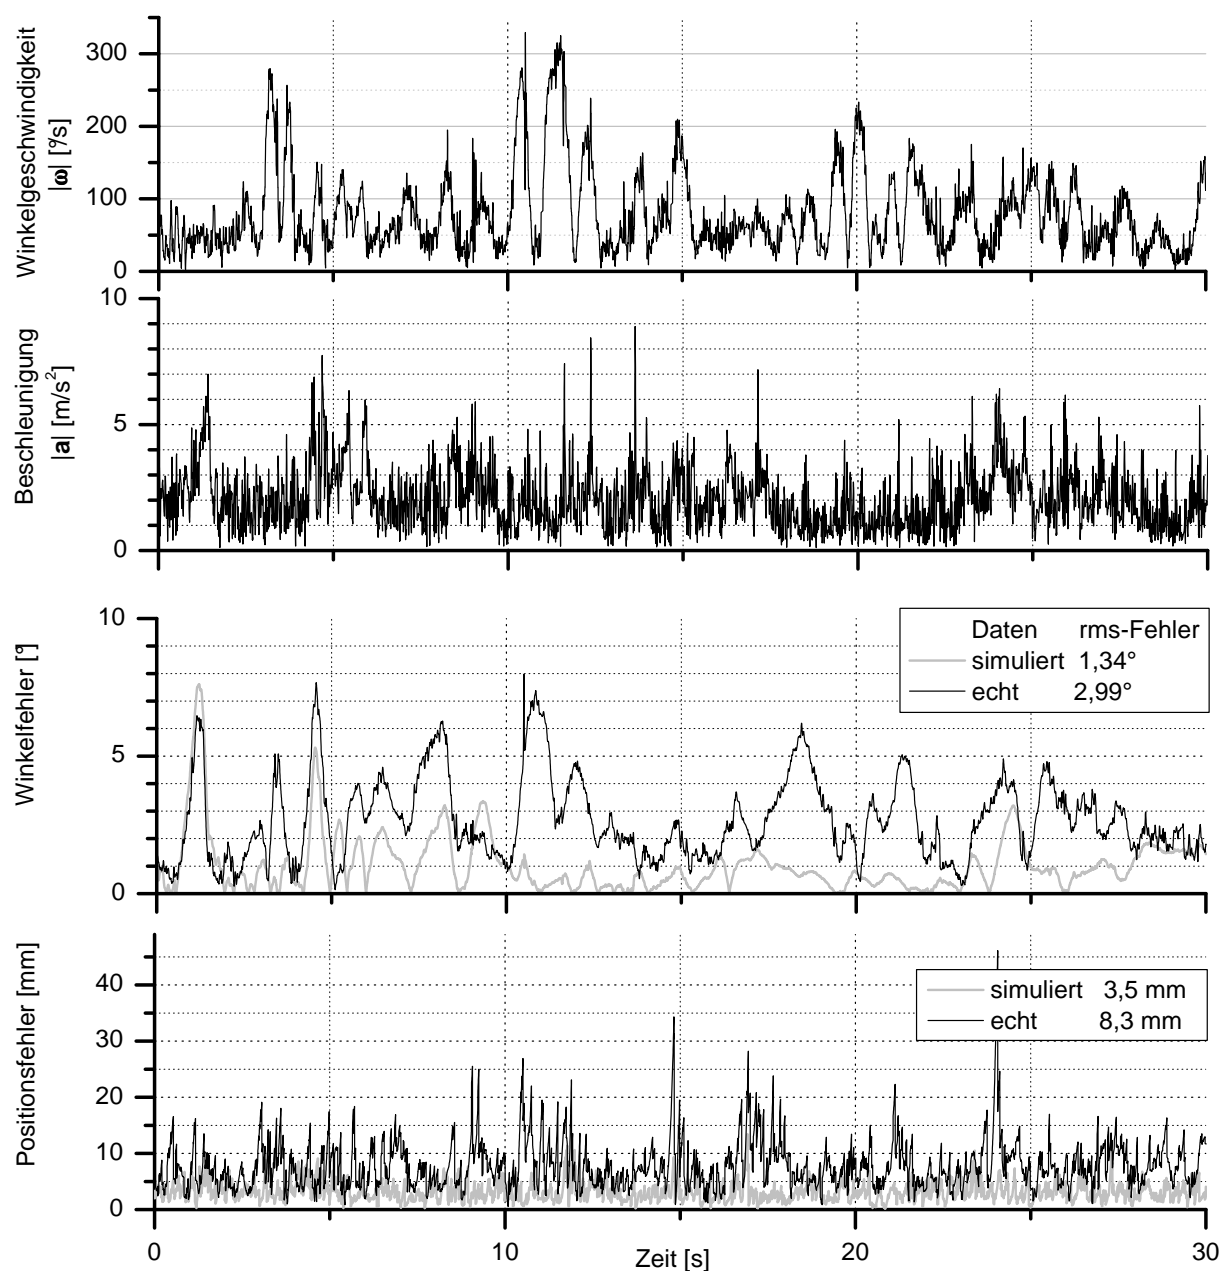 Winkelgeschwindigkeit
|ω| [°/s]
300
200
100
0
Beschleunigung
|a| [m/s²]
10
5
0
Winkelfehler [°]
10
5
0
Daten rms-Fehler
simuliert 1,34°
echt 2,99°
Positionsfehler [mm]
40
30
20
10
0
simuliert 3,5 mm
echt 8,3 mm
0 10 20 30
Zeit [s]